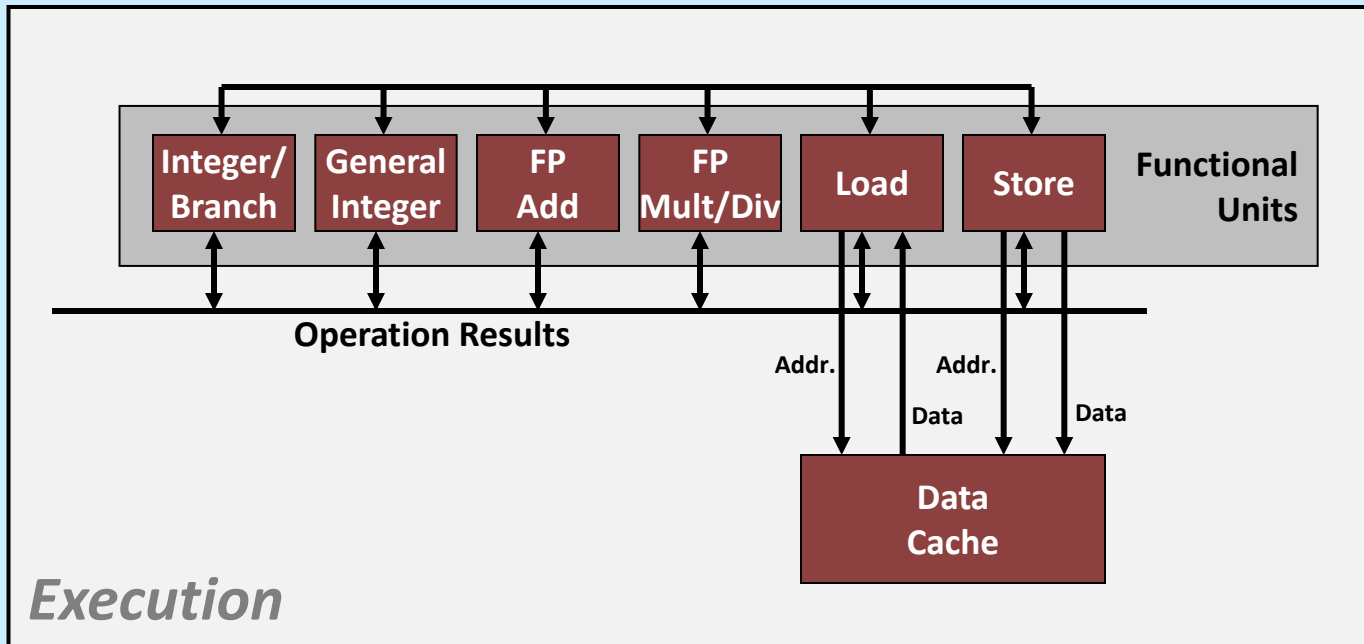 Integer/
Branch
General
Integer
FP
Add
FP
Mult/Div
Load
Store
Functional
Units
Operation Results
Addr.
Addr.
Data
Data
Data
Cache
Execution